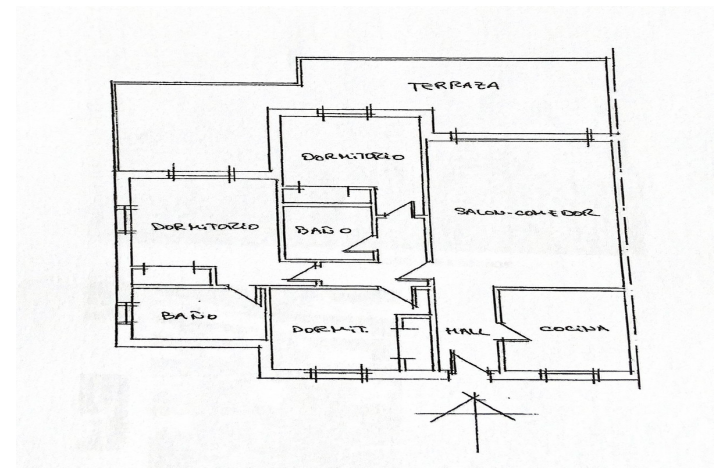 TERRAZA
DORMITORIO
SALON-COMEDOR
DORMITORIO
BAÑO
BAÑO
DORMIT.
HALL
COCINA